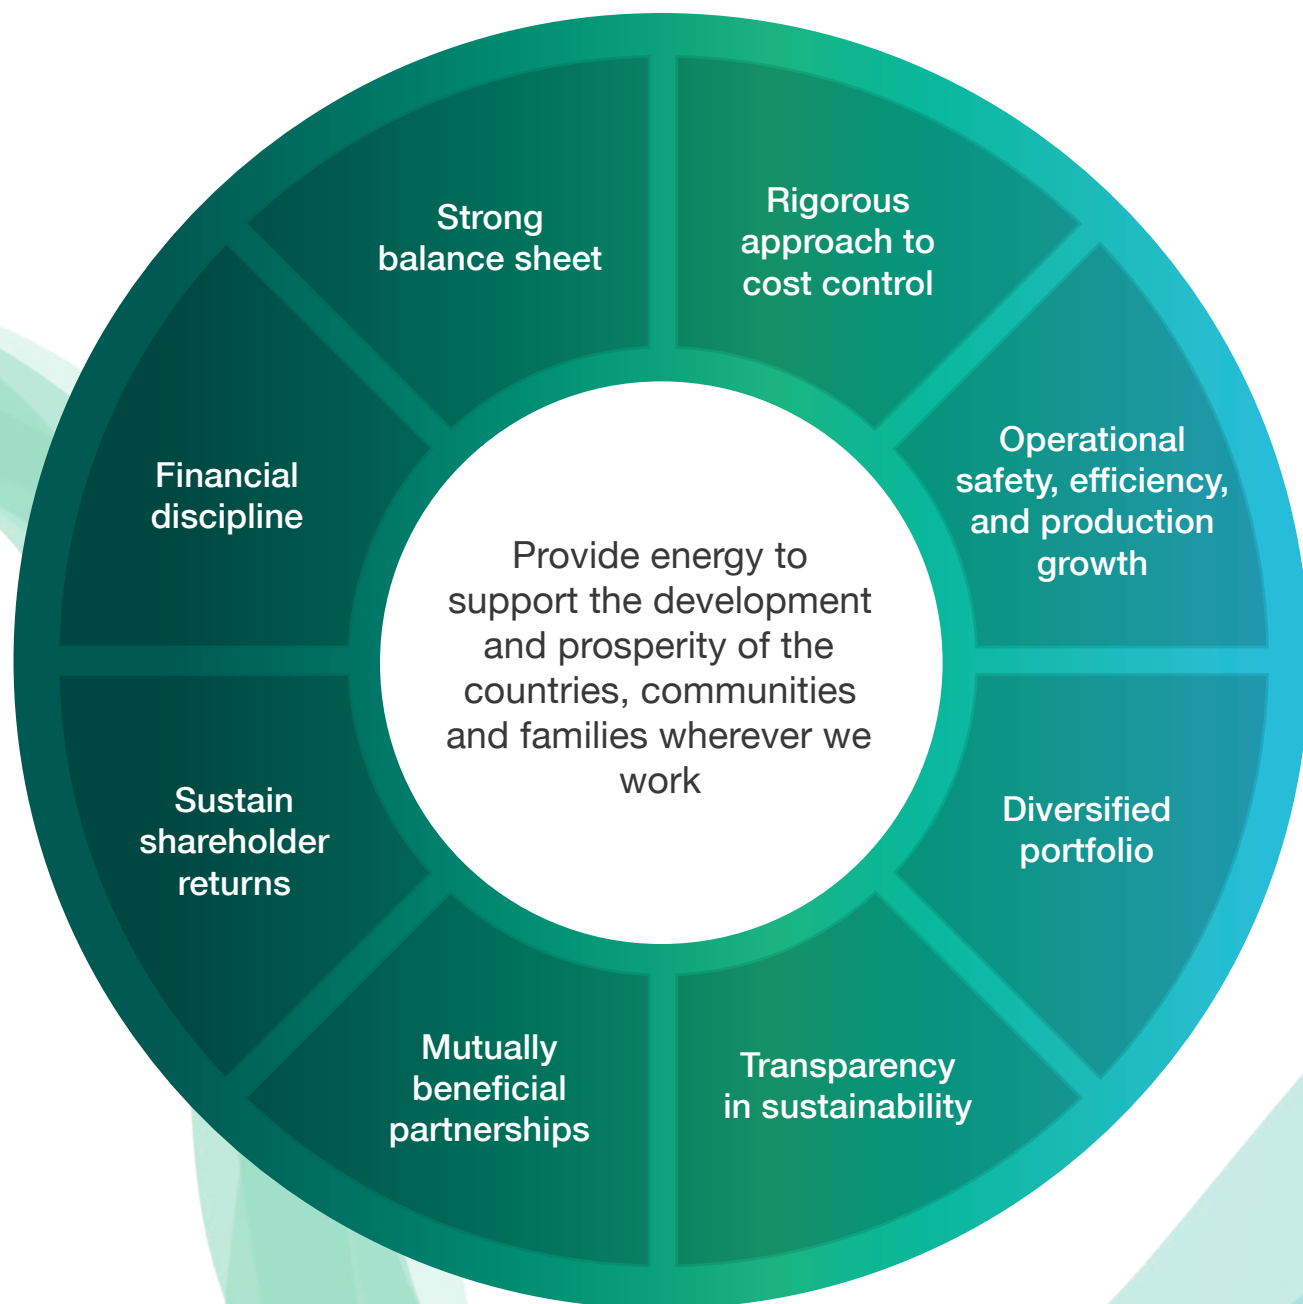 Strong
balance sheet
Rigorous
approach to
cost control
Operational
safety, efficiency,
and production
growth
Diversified
portfolio
Transparency
in sustainability
Mutually
beneficial
partnerships
Sustain
shareholder
returns
Financial
discipline
Provide energy to
support the development
and prosperity of the
countries, communities
and families wherever we
work